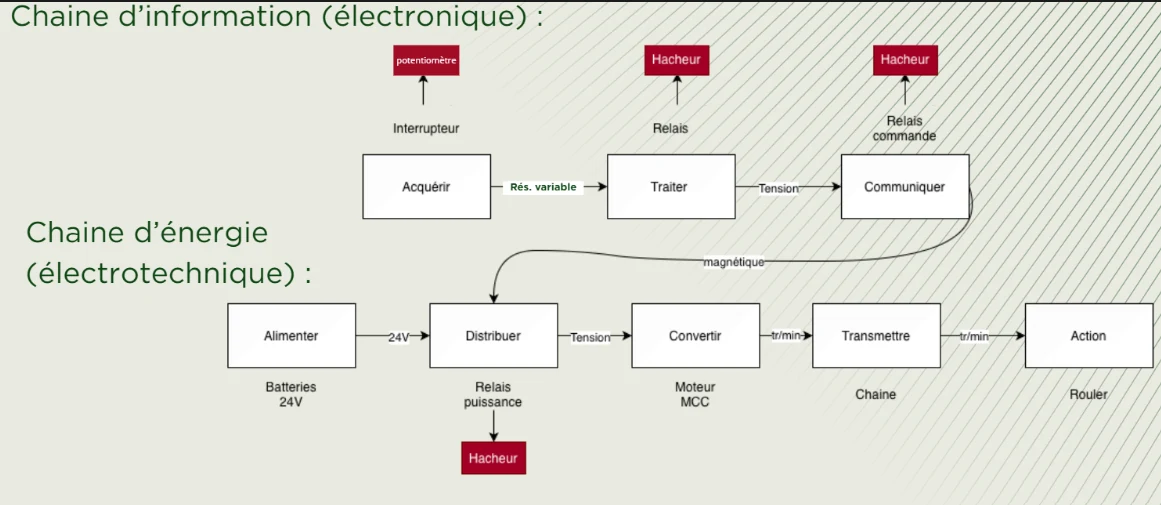 Chaine d’information (électronique) :
potentiomètre
Hacheur
Hacheur
Interrupteur
Relais
Relais
commande
Acquérir
Rés. variable
Traiter
Tension
Communiquer
Chaine d’énergie
(électrotechnique) :
magnétique
Alimenter
24V
Distribuer
Tension
Convertir
tr/min
Transmettre
tr/min
Action
Batteries
24V
Relais
puissance
Moteur
MCC
Chaine
Rouler
Hacheur